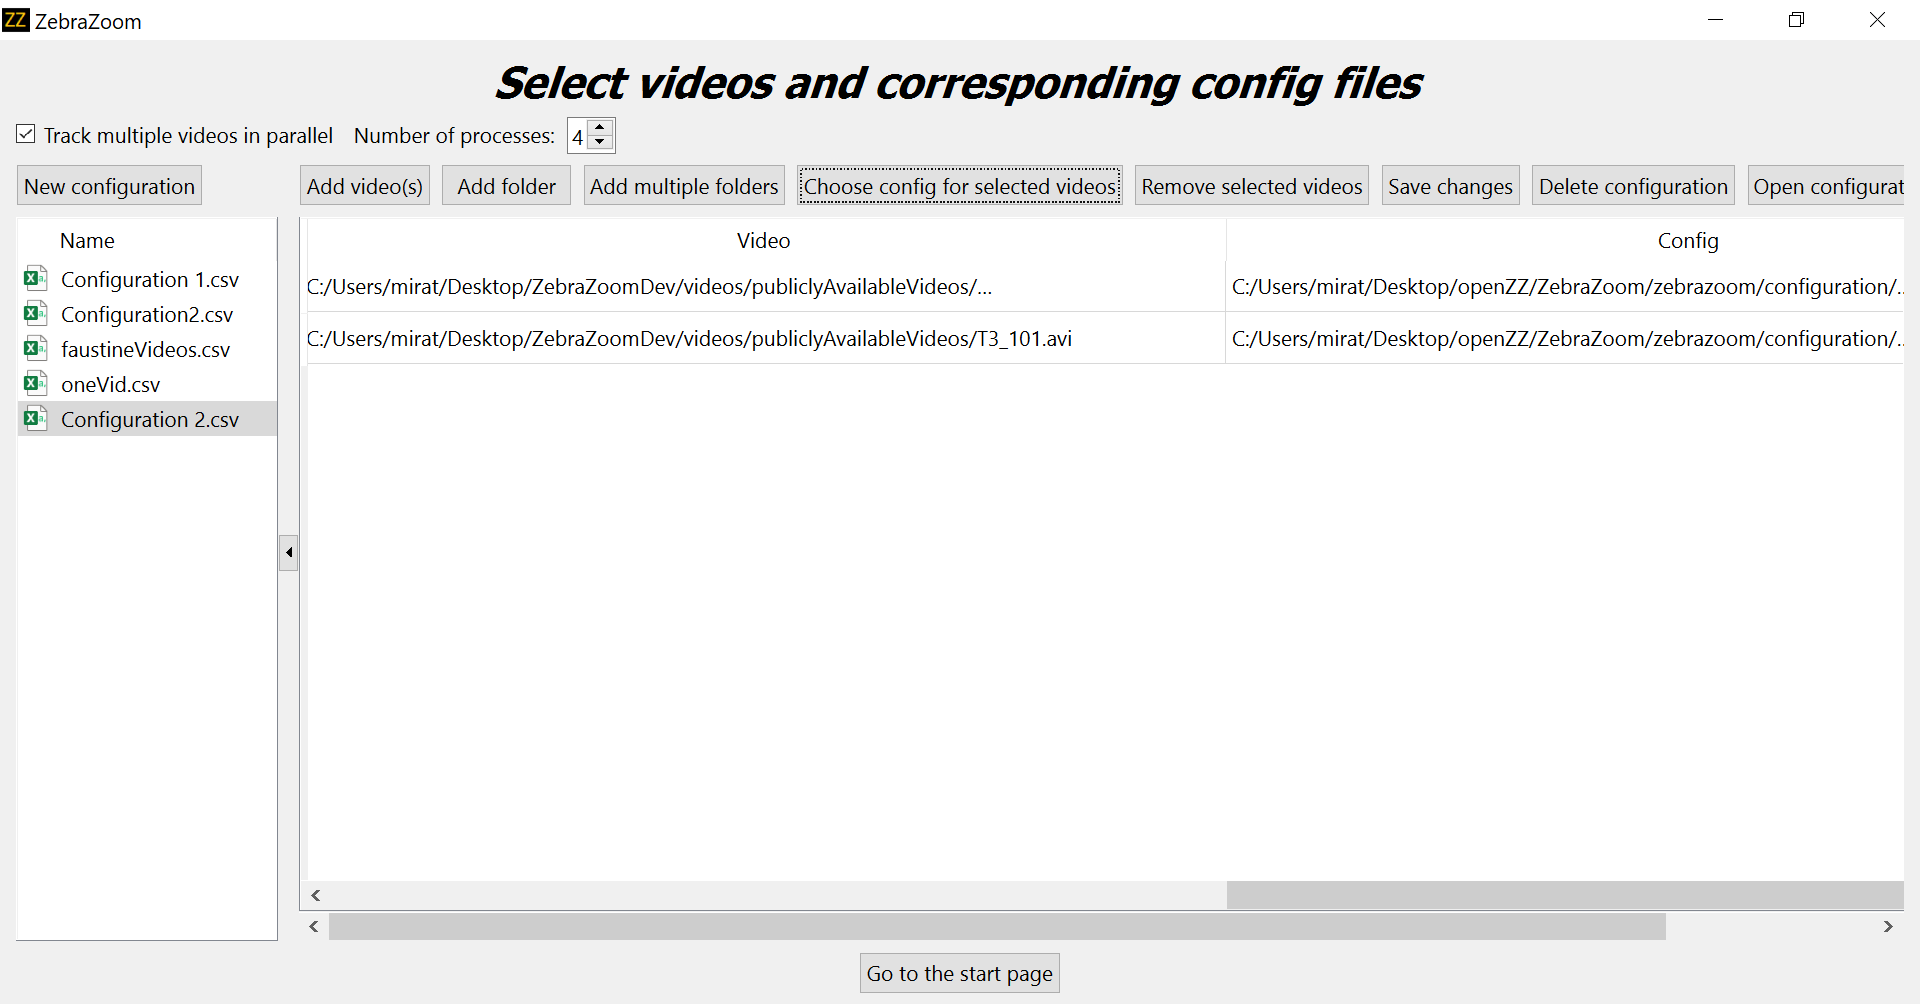 ZZ ZebraZoom
Select videos and corresponding config files
Track multiple videos in parallel Number of processes: 4
New configuration Add video(s) Add folder Add multiple folders Choose config for selected videos Remove selected videos Save changes Delete configuration Open configurat
Name Video Config
Configuration 1.csv
Configuration2.csv
faustineVideos.csv
oneVid.csv
Configuration 2.csv
C:/Users/mirat/Desktop/ZebraZoomDev/videos/publiclyAvailableVideos/... C:/Users/mirat/Desktop/openZZ/ZebraZoom/zebrazoom/configuration/..
C:/Users/mirat/Desktop/ZebraZoomDev/videos/publiclyAvailableVideos/T3_101.avi C:/Users/mirat/Desktop/openZZ/ZebraZoom/zebrazoom/configuration/..
Go to the start page